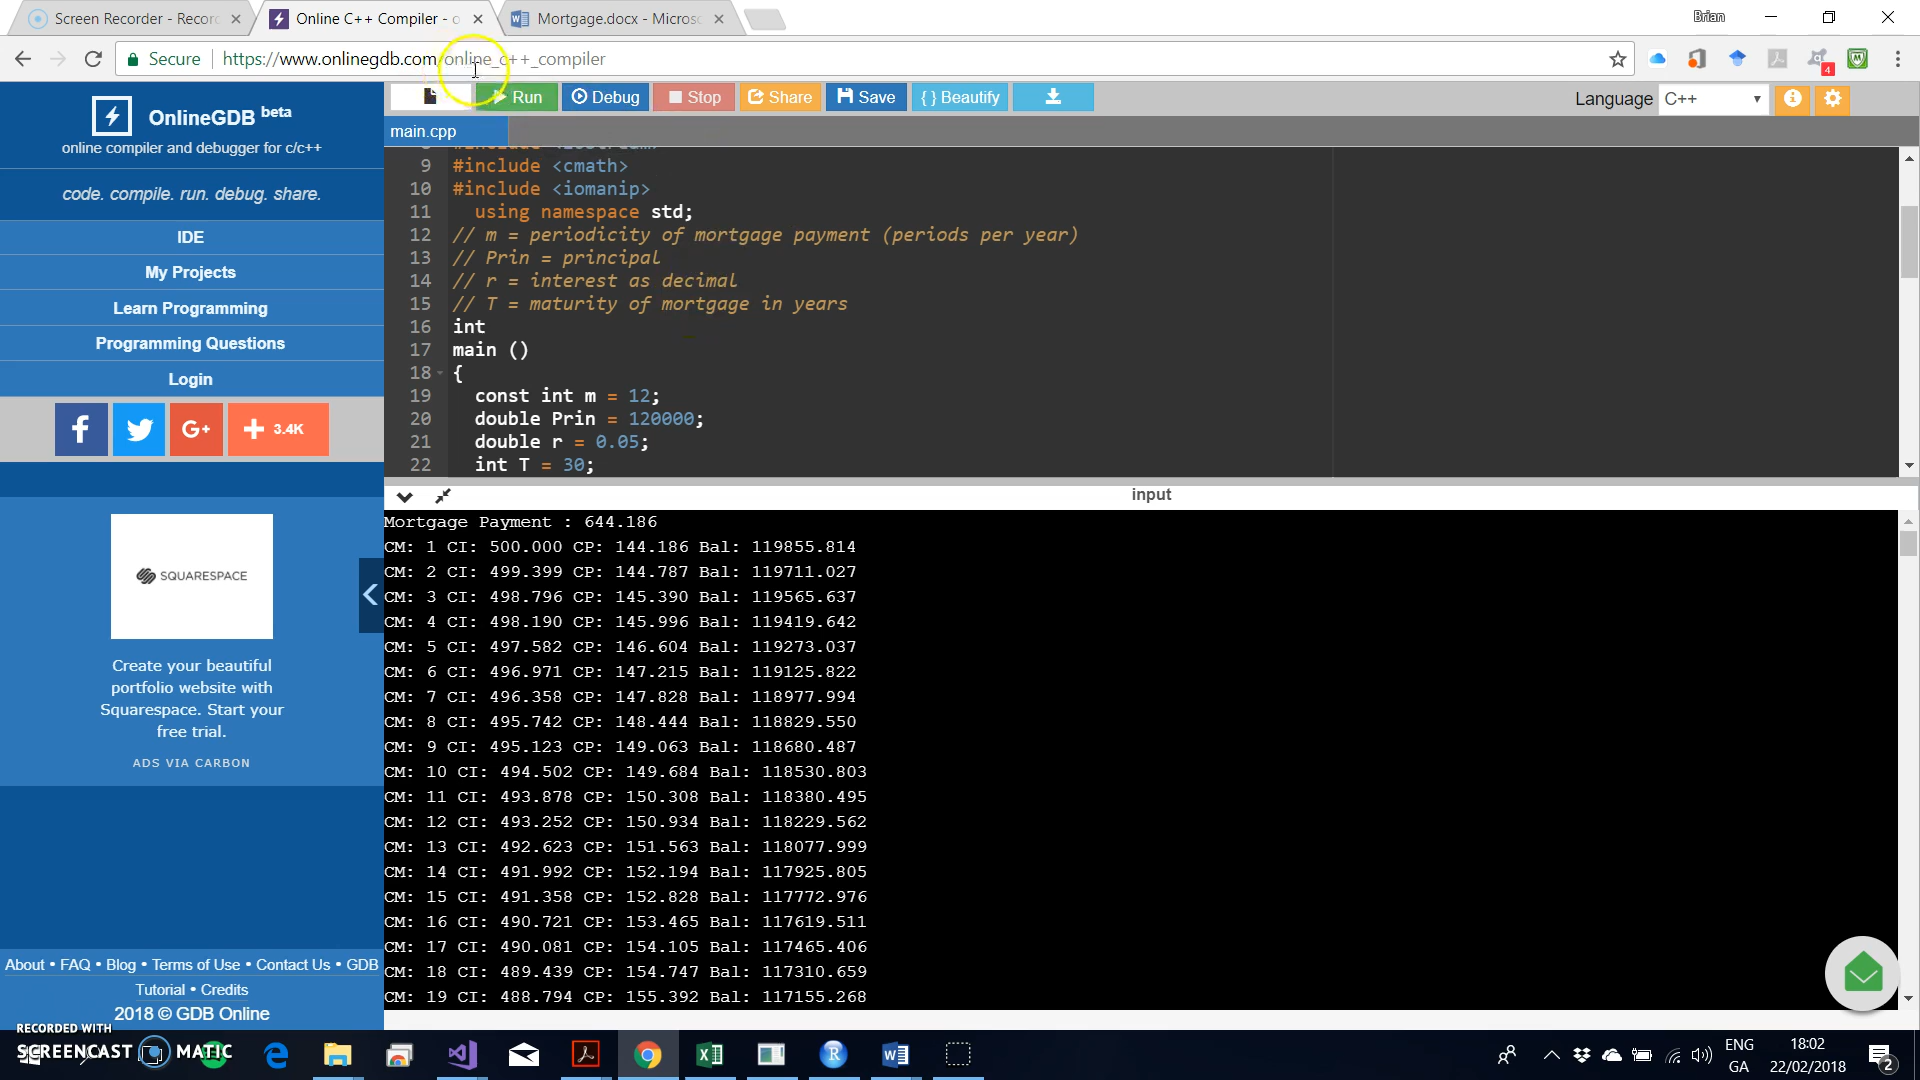 Screen Recorder - Recor
Online C++ Compiler - o
Mortgage.docx - Micros
Brian
Secure
https://www.onlinegdb.com/online_c++_compiler
4
OnlineGDB beta
online compiler and debugger for c/c++
code. compile. run. debug. share.
IDE
My Projects
Learn Programming
Programming Questions
Login
3.4K
SQUARESPACE
Create your beautiful
portfolio website with
Squarespace. Start your
free trial.
ADS VIA CARBON
About • FAQ • Blog • Terms of Use • Contact Us • GDB
Tutorial • Credits
2018 © GDB Online
Run
Debug
Stop
Share
Save
{ } Beautify
Language
C++
main.cpp
9 #include <cmath>
10 #include <iomanip>
11 using namespace std;
12 // m = periodicity of mortgage payment (periods per year)
13 // Prin = principal
14 // r = interest as decimal
15 // T = maturity of mortgage in years
16 int
17 main ()
18 {
19 const int m = 12;
20 double Prin = 120000;
21 double r = 0.05;
22 int T = 30;
input
Mortgage Payment : 644.186
CM: 1 CI: 500.000 CP: 144.186 Bal: 119855.814
CM: 2 CI: 499.399 CP: 144.787 Bal: 119711.027
CM: 3 CI: 498.796 CP: 145.390 Bal: 119565.637
CM: 4 CI: 498.190 CP: 145.996 Bal: 119419.642
CM: 5 CI: 497.582 CP: 146.604 Bal: 119273.037
CM: 6 CI: 496.971 CP: 147.215 Bal: 119125.822
CM: 7 CI: 496.358 CP: 147.828 Bal: 118977.994
CM: 8 CI: 495.742 CP: 148.444 Bal: 118829.550
CM: 9 CI: 495.123 CP: 149.063 Bal: 118680.487
CM: 10 CI: 494.502 CP: 149.684 Bal: 118530.803
CM: 11 CI: 493.878 CP: 150.308 Bal: 118380.495
CM: 12 CI: 493.252 CP: 150.934 Bal: 118229.562
CM: 13 CI: 492.623 CP: 151.563 Bal: 118077.999
CM: 14 CI: 491.992 CP: 152.194 Bal: 117925.805
CM: 15 CI: 491.358 CP: 152.828 Bal: 117772.976
CM: 16 CI: 490.721 CP: 153.465 Bal: 117619.511
CM: 17 CI: 490.081 CP: 154.105 Bal: 117465.406
CM: 18 CI: 489.439 CP: 154.747 Bal: 117310.659
CM: 19 CI: 488.794 CP: 155.392 Bal: 117155.268
RECORDED WITH
SCREENCAST MATIC
ENG
GA
18:02
22/02/2018
2